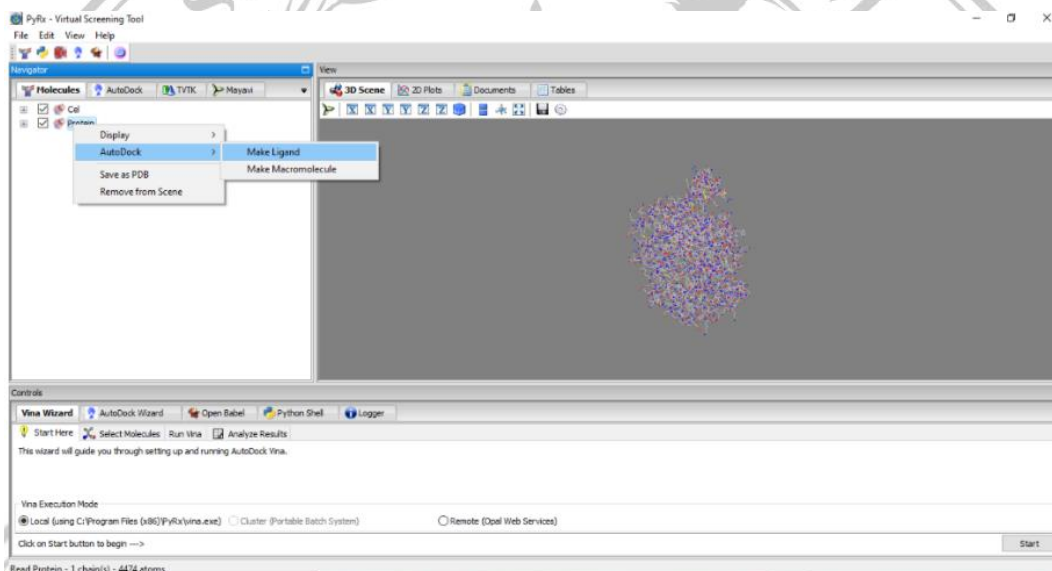 PyRx - Virtual Screening Tool
File Edit View Help
Navigator
View
Molecules AutoDock TVTK Mayavi
3D Scene 2D Plots Documents Tables
Cal
Protein
X X Y Y Z Z
Display
AutoDock
Make Ligand
Make Macromolecule
Save as PDB
Remove from Scene
Controls
Vina Wizard AutoDock Wizard Open Babel Python Shell Logger
Start Here Select Molecules Run Vina Analyze Results
This wizard will guide you through setting up and running AutoDock Vina.
Vina Execution Mode
Local (using C:\Program Files (x86)\PyRx\vina.exe) Cluster (Portable Batch System) Remote (Opal Web Services)
Click on Start button to begin ---> Start
Read Protein - 1 chain(s) - 4474 atoms